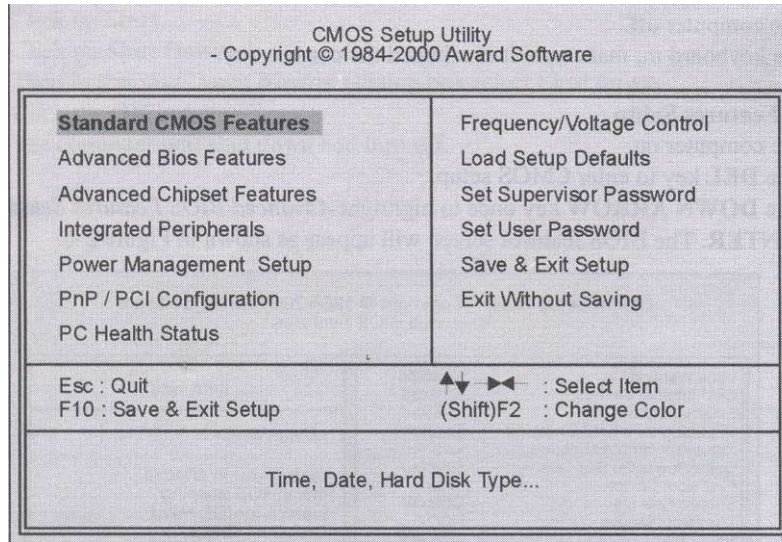 CMOS Setup Utility
- Copyright © 1984-2000 Award Software
Standard CMOS Features
Advanced Bios Features
Advanced Chipset Features
Integrated Peripherals
Power Management Setup
PnP / PCI Configuration
PC Health Status
Frequency/Voltage Control
Load Setup Defaults
Set Supervisor Password
Set User Password
Save & Exit Setup
Exit Without Saving
Esc : Quit
F10 : Save & Exit Setup
: Select Item
(Shift)F2 : Change Color
Time, Date, Hard Disk Type...